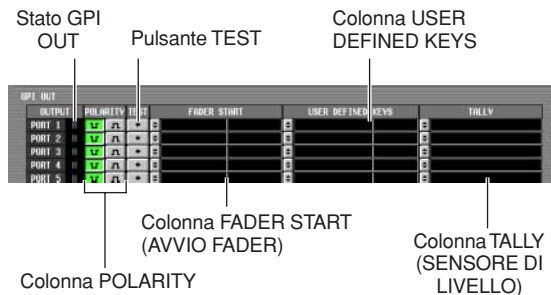 Stato GPI
OUT
Pulsante TEST
Colonna USER
DEFINED KEYS
GPI OUT
OUTPUT POLARITY TEST FADER START USER DEFINED KEYS TALLY
PORT 1
PORT 2
PORT 3
PORT 4
PORT 5
Colonna FADER START
(AVVIO FADER)
Colonna POLARITY
Colonna TALLY
(SENSORE DI
LIVELLO)